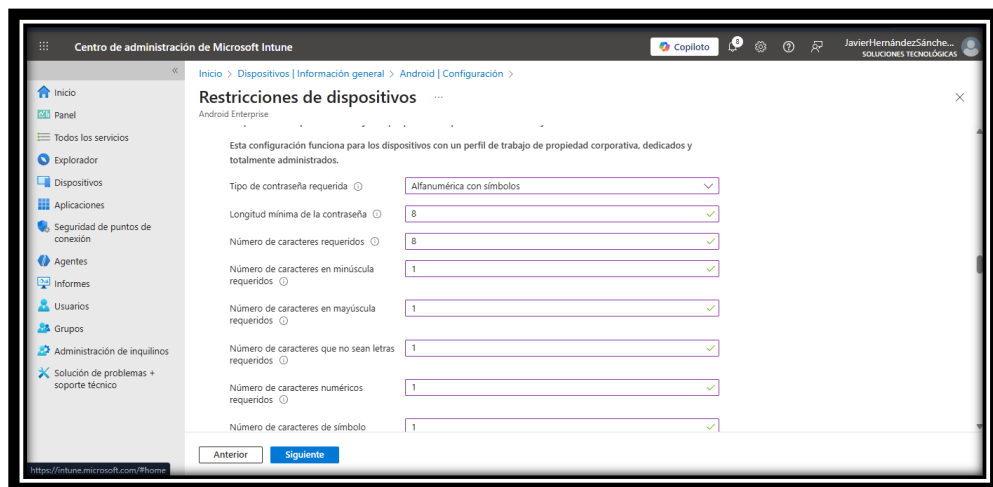 Centro de administración de Microsoft Intune
Copiloto
8
JavierHernándezSánche...
SOLUCIONES TECNOLÓGICAS
Inicio > Dispositivos | Información general > Android | Configuración >
Restricciones de dispositivos ...
Android Enterprise
Inicio
Panel
Todos los servicios
Explorador
Dispositivos
Aplicaciones
Seguridad de puntos de
conexión
Agentes
Informes
Usuarios
Grupos
Administración de inquilinos
Solución de problemas +
soporte técnico
Esta configuración funciona para los dispositivos con un perfil de trabajo de propiedad corporativa, dedicados y
totalmente administrados.
Tipo de contraseña requerida Alfanumérica con símbolos
Longitud mínima de la contraseña 8
Número de caracteres requeridos 8
Número de caracteres en minúscula 1
requeridos
Número de caracteres en mayúscula 1
requeridos
Número de caracteres que no sean letras 1
requeridos
Número de caracteres numéricos 1
requeridos
Número de caracteres de símbolo 1
Anterior Siguiente
https://intune.microsoft.com/#home